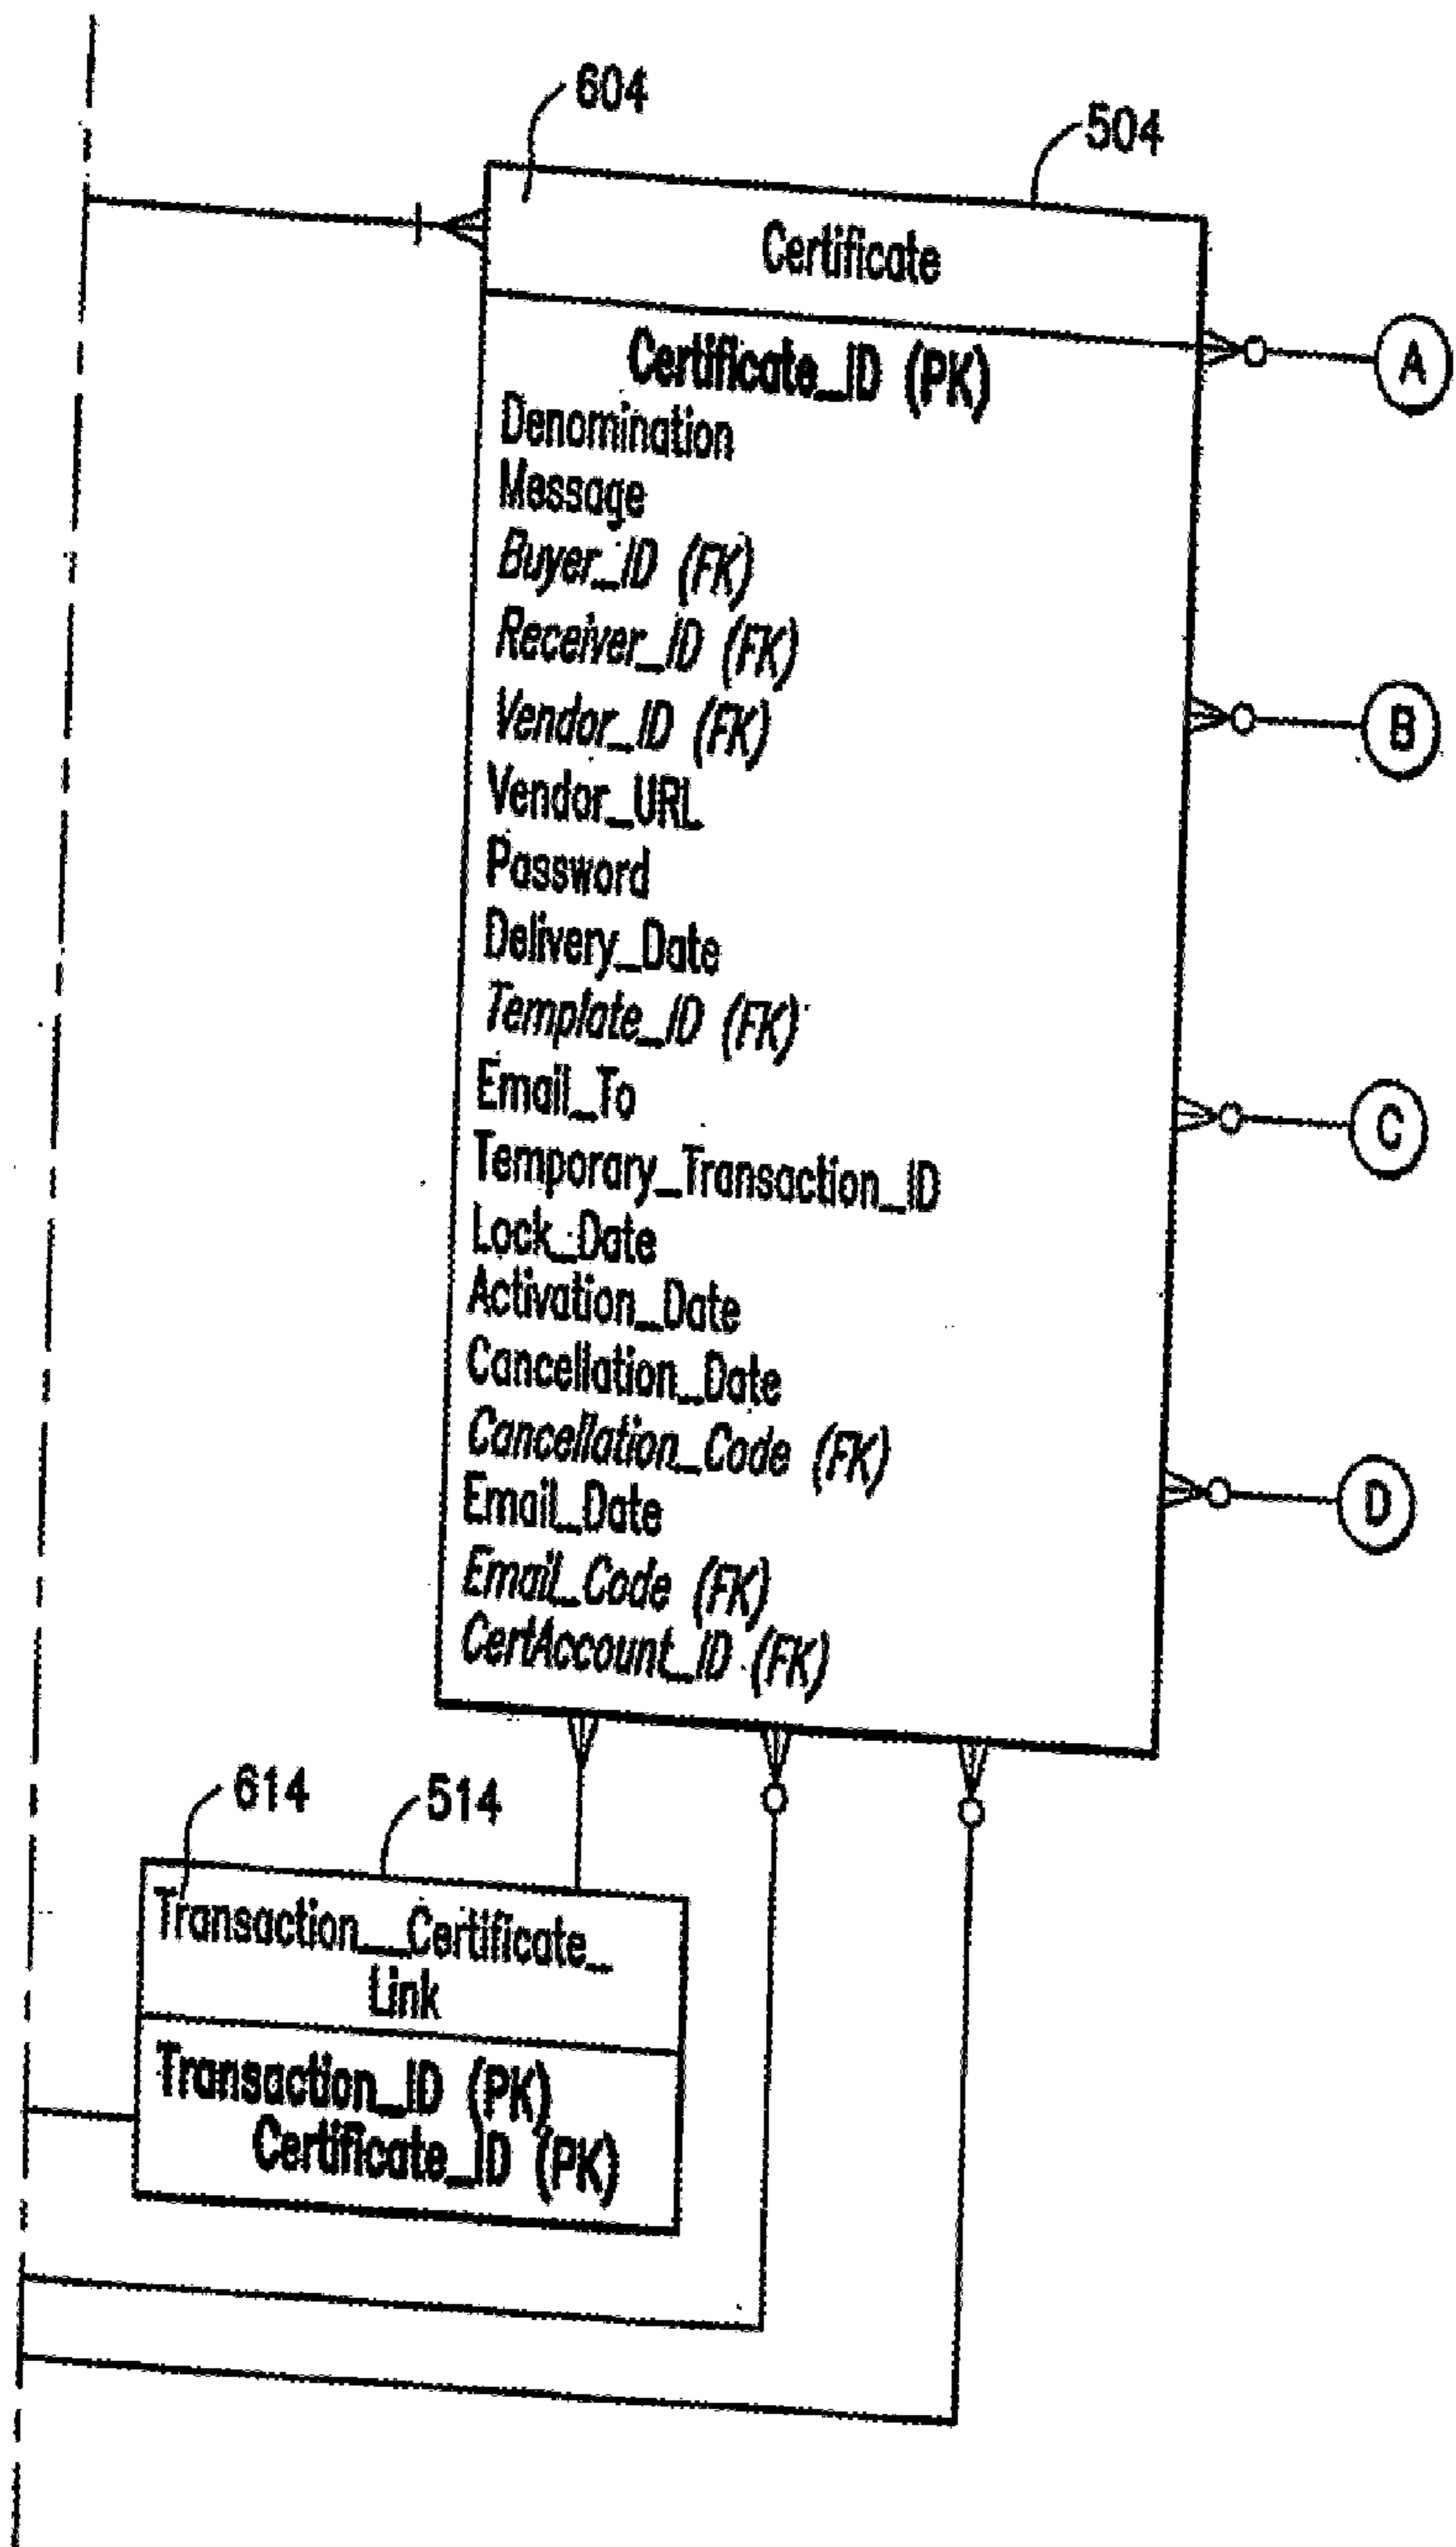 604
504
Certificate
Certificate_ID (PK)
A
Denomination
Message
Buyer_ID (FK)
Receiver_ID (FK)
Vendor_ID (FK)
B
Vendor_URL
Password
Delivery_Date
Template_ID (FK)
Email_To
C
Temporary_Transaction_ID
Lock_Date
Activation_Date
Cancellation_Date
Cancellation_Code (FK)
Email_Date
D
Email_Code (FK)
CertAccount_ID (FK)
614
514
Transaction_Certificate_
Link
Transaction_ID (PK)
Certificate_ID (PK)